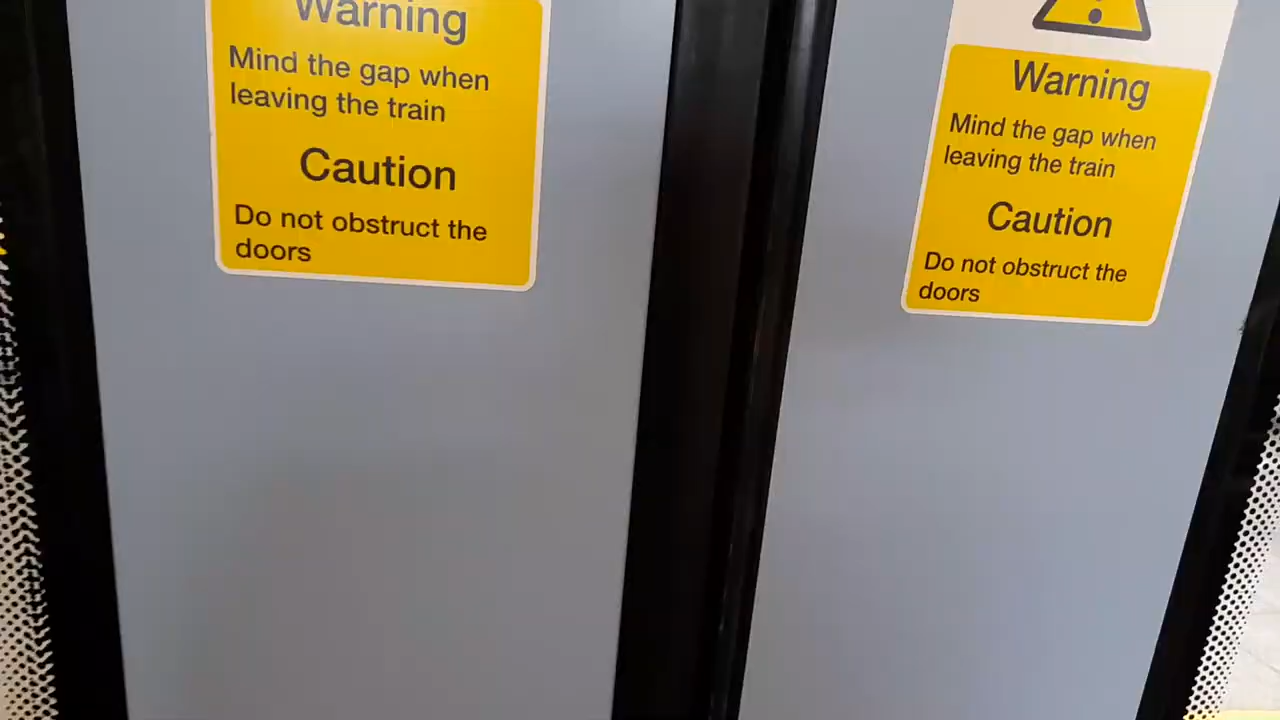 Warning
Mind the gap when
leaving the train
Caution
Do not obstruct the
doors
Warning
Mind the gap when
leaving the train
Caution
Do not obstruct the
doors